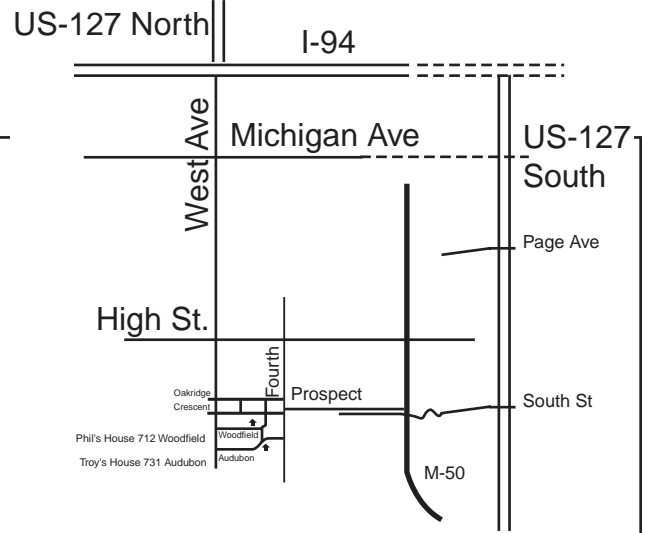 US-127 North
I-94
West Ave
Michigan Ave
US-127
South
Page Ave
High St.
Fourth
Oakridge
Prospect
Crescent
South St
Woodfield
Phil's House 712 Woodfield
Audubon
Troy's House 731 Audubon
M-50